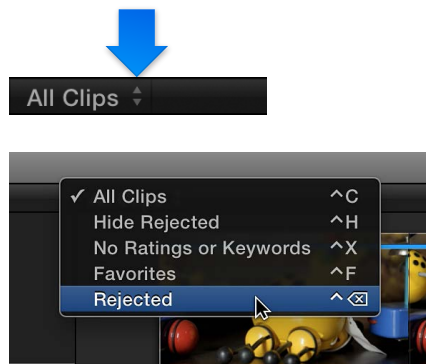 All Clips
✓ All Clips ^C
Hide Rejected ^H
No Ratings or Keywords ^X
Favorites ^F
Rejected ^⌫